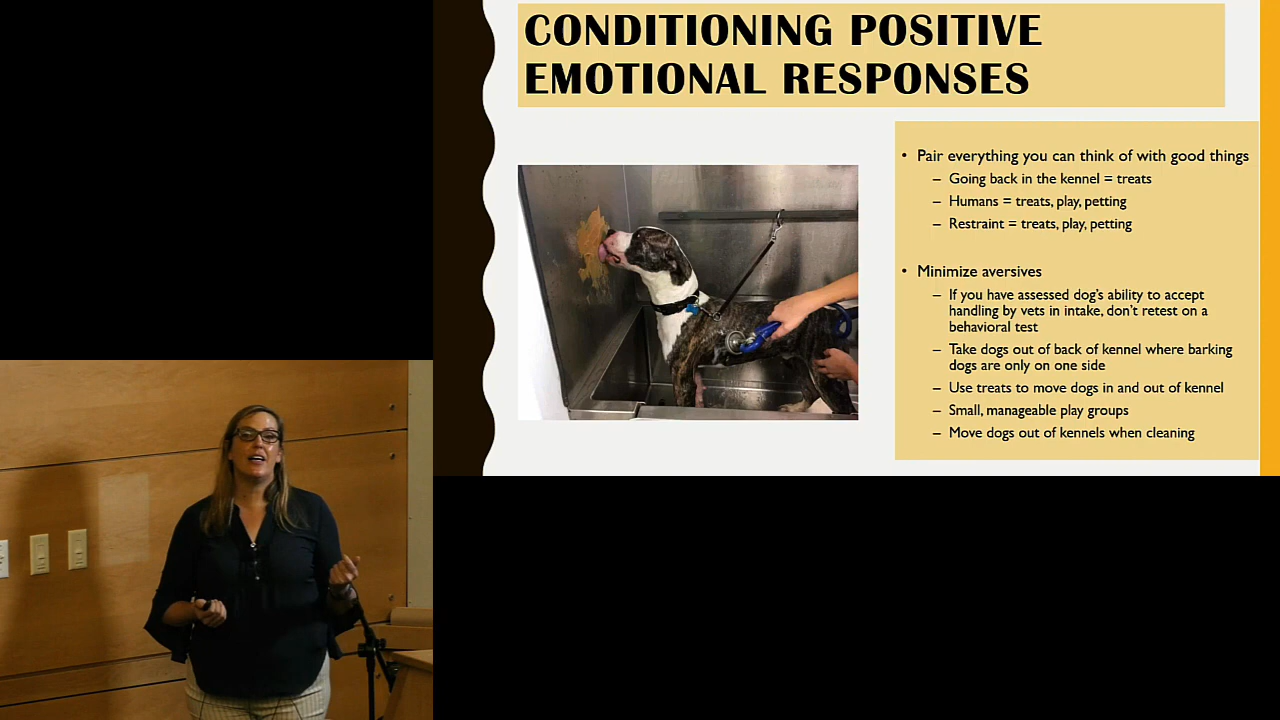 CONDITIONING POSITIVE
EMOTIONAL RESPONSES
• Pair everything you can think of with good things
– Going back in the kennel = treats
– Humans = treats, play, petting
– Restraint = treats, play, petting
• Minimize aversives
– If you have assessed dog's ability to accept
handling by vets in intake, don't retest on a
behavioral test
– Take dogs out of back of kennel where barking
dogs are only on one side
– Use treats to move dogs in and out of kennel
– Small, manageable play groups
– Move dogs out of kennels when cleaning